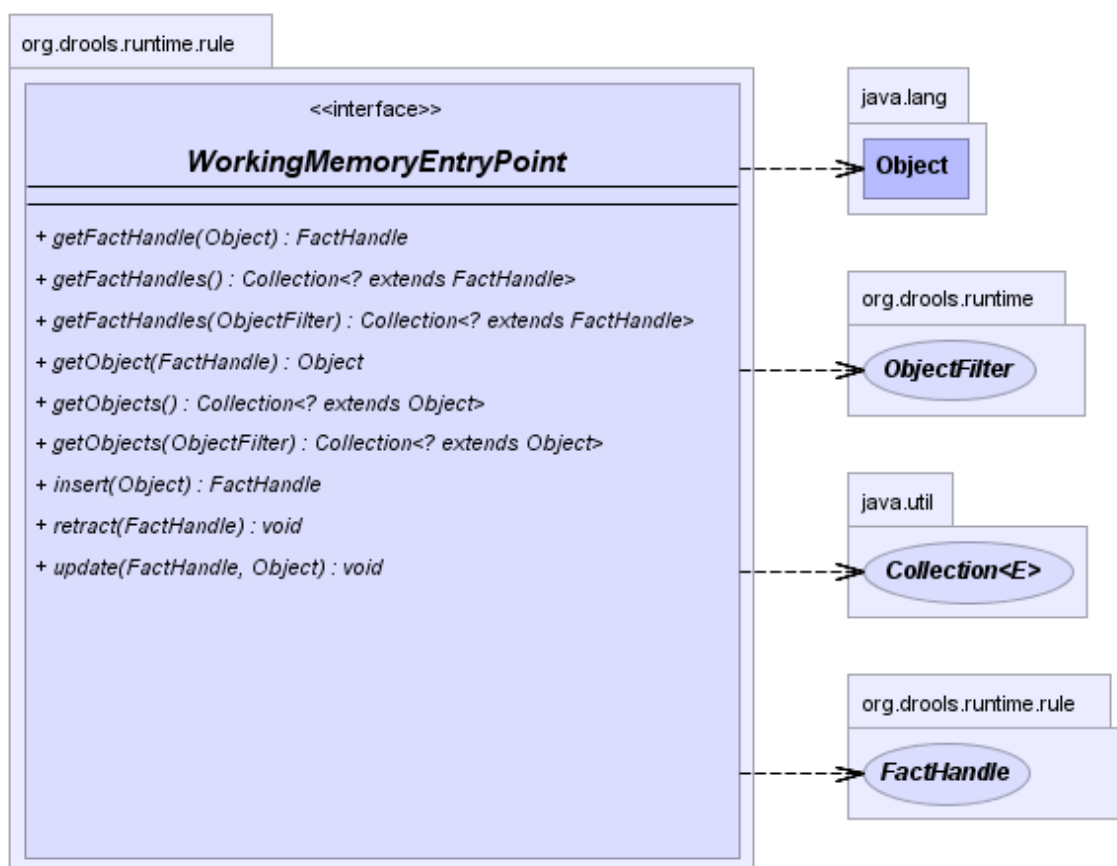 org.drools.runtime.rule
<<interface>>
WorkingMemoryEntryPoint
+ getFactHandle(Object) : FactHandle
+ getFactHandles() : Collection<? extends FactHandle>
+ getFactHandles(ObjectFilter) : Collection<? extends FactHandle>
+ getObject(FactHandle) : Object
+ getObjects() : Collection<? extends Object>
+ getObjects(ObjectFilter) : Collection<? extends Object>
+ insert(Object) : FactHandle
+ retract(FactHandle) : void
+ update(FactHandle, Object) : void
java.lang
Object
org.drools.runtime
ObjectFilter
java.util
Collection<E>
org.drools.runtime.rule
FactHandle